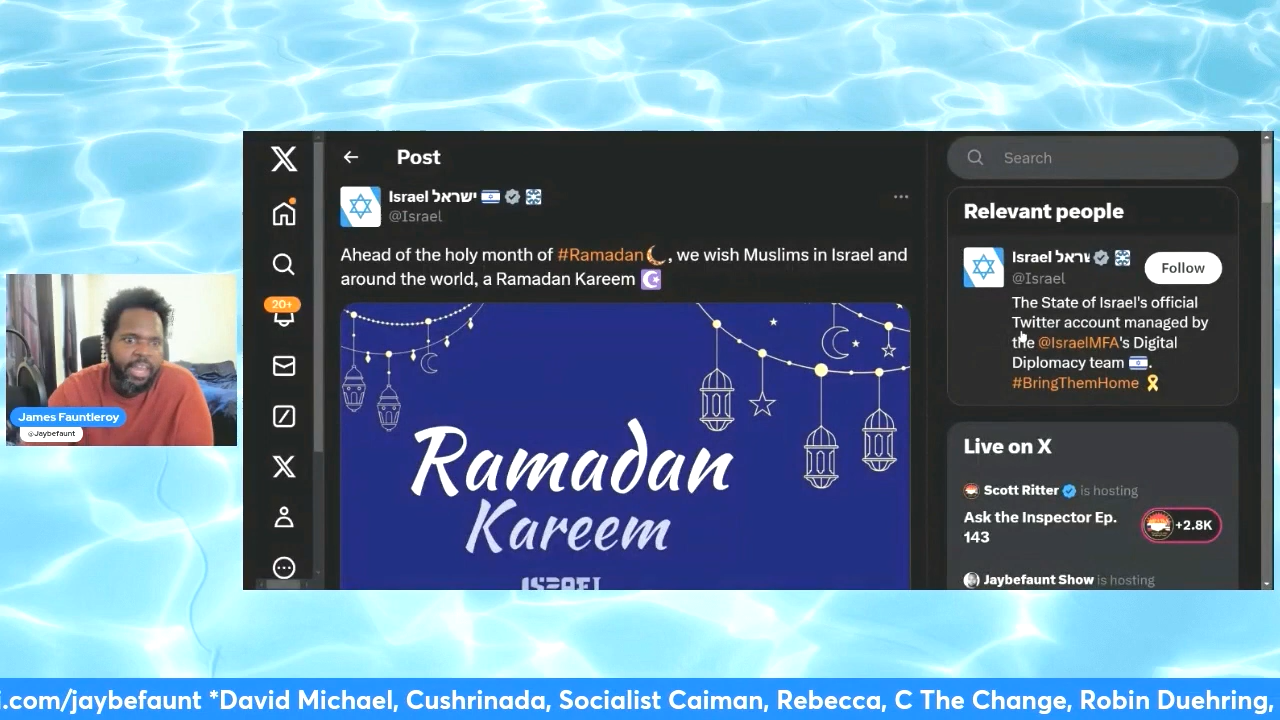 Post
Search
Israel ישראל
@Israel
Ahead of the holy month of #Ramadan, we wish Muslims in Israel and
around the world, a Ramadan Kareem
Ramadan
Kareem
ISRAEL
Relevant people
Israel
@Israel
Follow
The State of Israel's official
Twitter account managed by
the @IsraelMFA's Digital
Diplomacy team
#BringThemHome
Live on X
Scott Ritter is hosting
Ask the Inspector Ep.
143
+2.8K
Jaybefaunt Show is hosting
20+
James Fauntleroy
@Jaybefaunt
i.com/jaybefaunt *David Michael, Cushrinada, Socialist Caiman, Rebecca, C The Change, Robin Duehring,